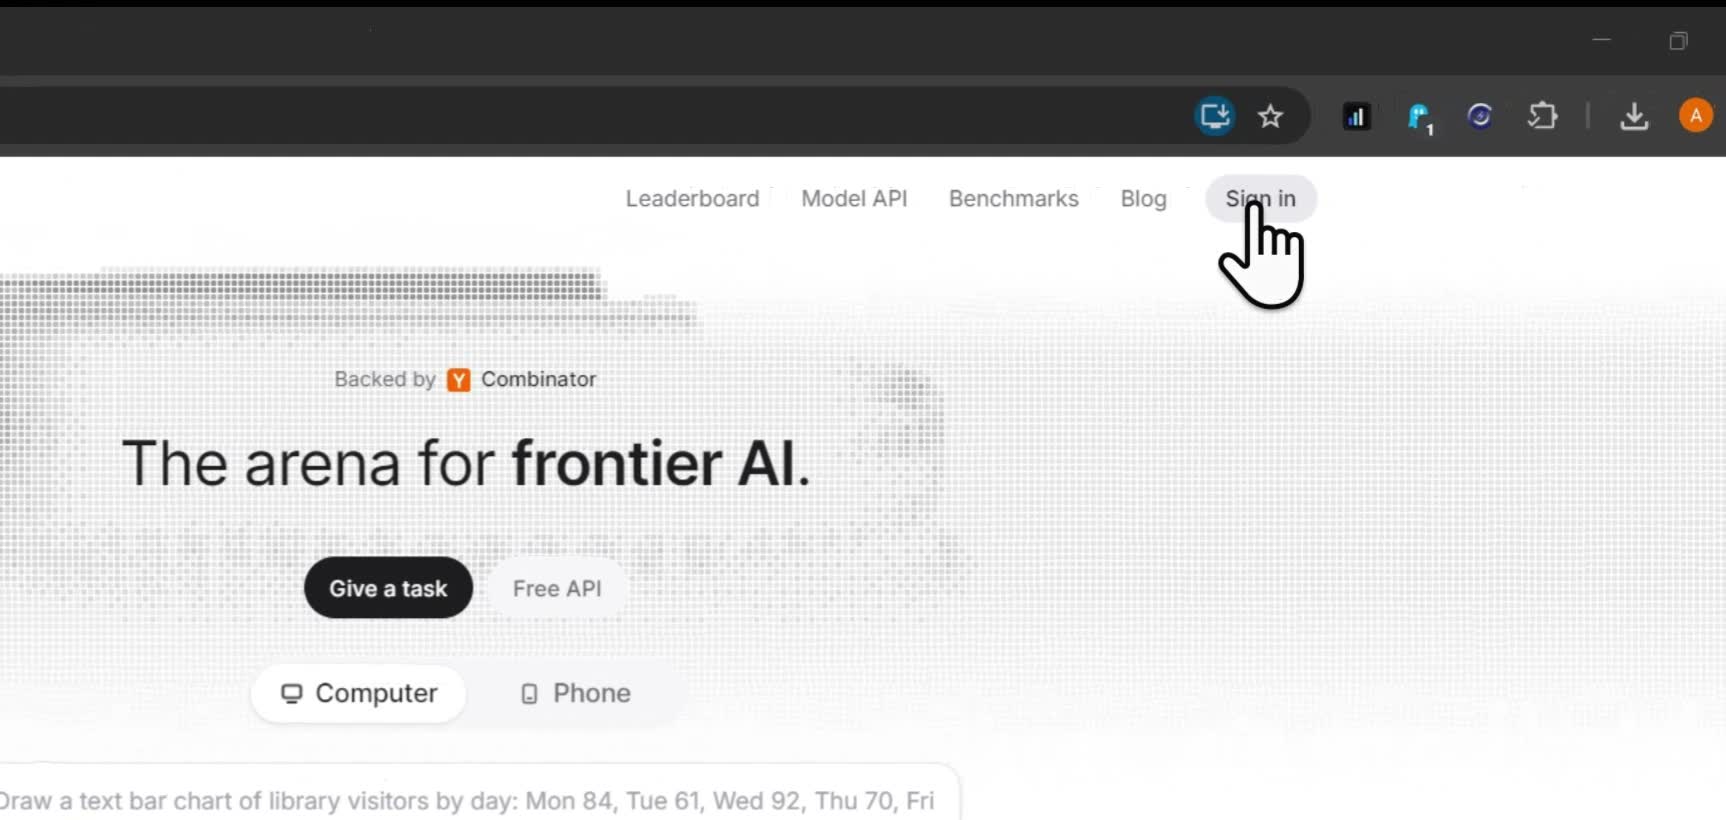 1
A
Leaderboard Model API Benchmarks Blog Sign in
Backed by Y Combinator
The arena for frontier AI.
Give a task Free API
Computer Phone
Draw a text bar chart of library visitors by day: Mon 84, Tue 61, Wed 92, Thu 70, Fri